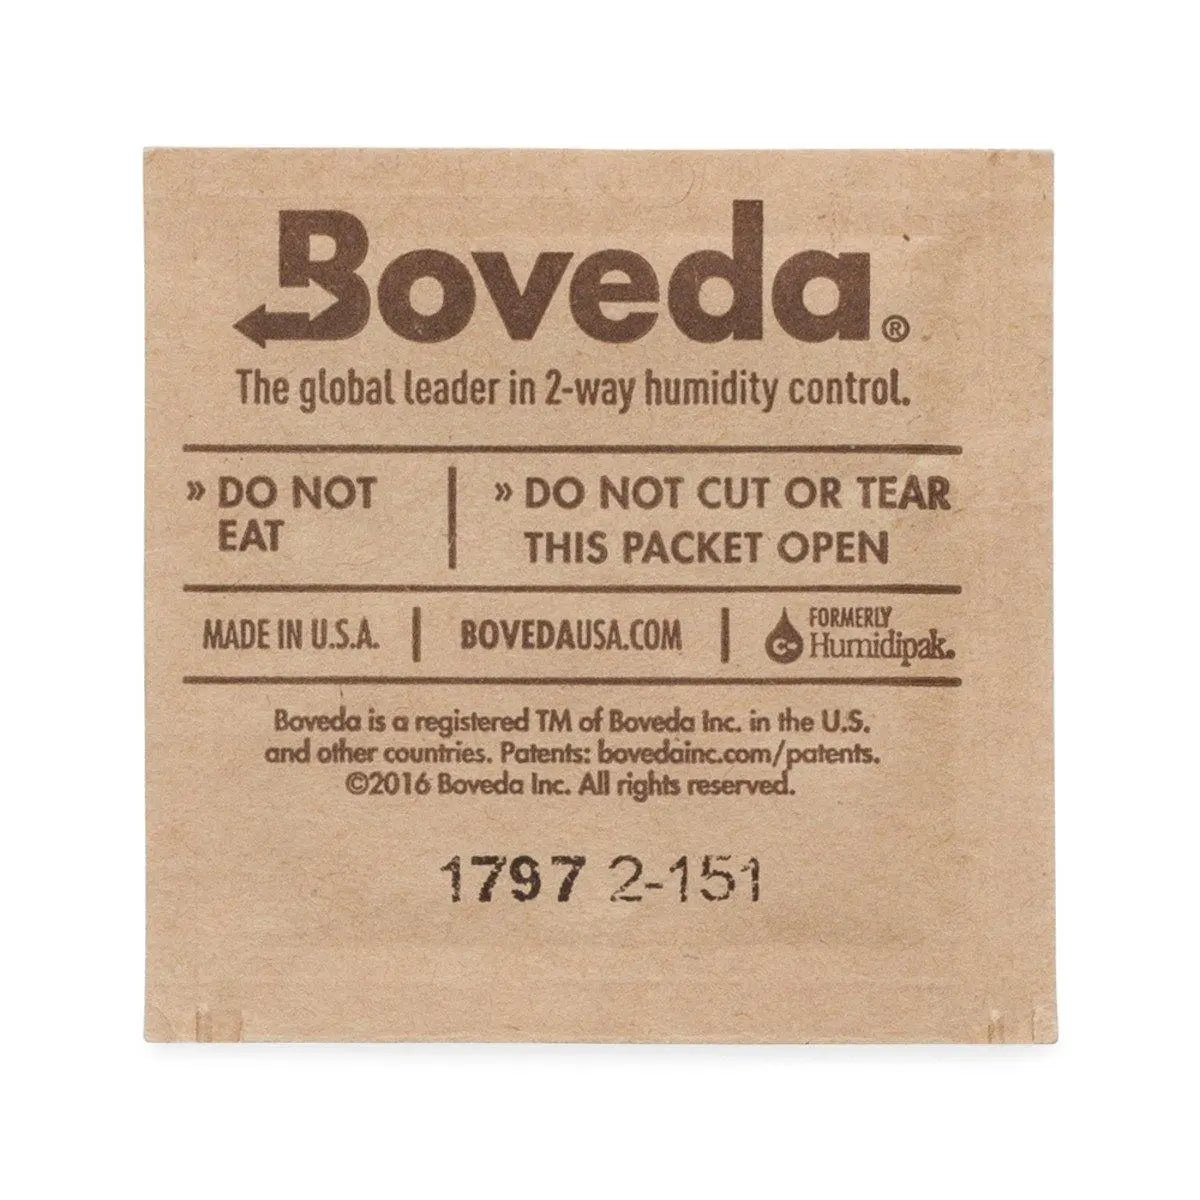 Boveda®
The global leader in 2-way humidity control.
» DO NOT
EAT
» DO NOT CUT OR TEAR
THIS PACKET OPEN
MADE IN U.S.A.
BOVEDAUSA.COM
FORMERLY
Humidipak.
Boveda is a registered TM of Boveda Inc. in the U.S.
and other countries. Patents: bovedainc.com/patents.
©2016 Boveda Inc. All rights reserved.
1797 2-151